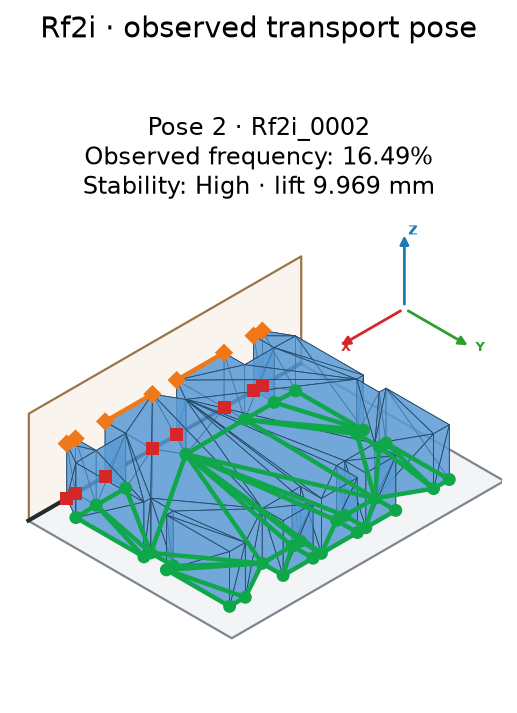 Rf2i · observed transport pose
Pose 2 · Rf2i_0002
Observed frequency: 16.49%
Stability: High · lift 9.969 mm
Z
X
Y